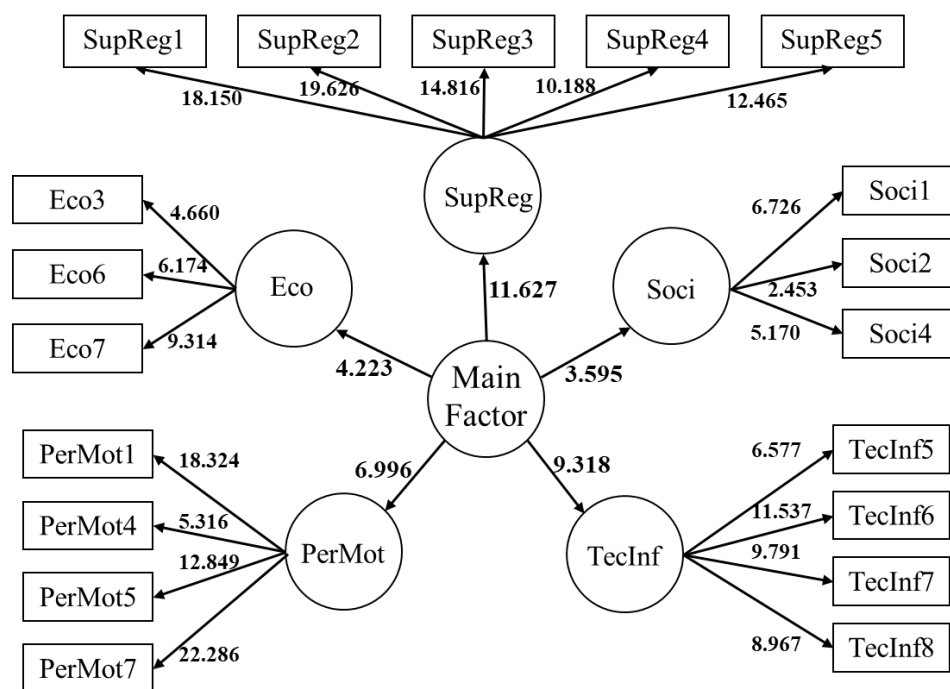 SupReg1
SupReg2
SupReg3
SupReg4
SupReg5
18.150
19.626
14.816
10.188
12.465
SupReg
Eco3
Eco6
Eco7
4.660
6.174
9.314
Eco
11.627
Soci
6.726
2.453
5.170
Soci1
Soci2
Soci4
4.223
Main
Factor
3.595
PerMot1
PerMot4
PerMot5
PerMot7
18.324
5.316
12.849
22.286
6.996
PerMot
9.318
TecInf
6.577
11.537
9.791
8.967
TecInf5
TecInf6
TecInf7
TecInf8